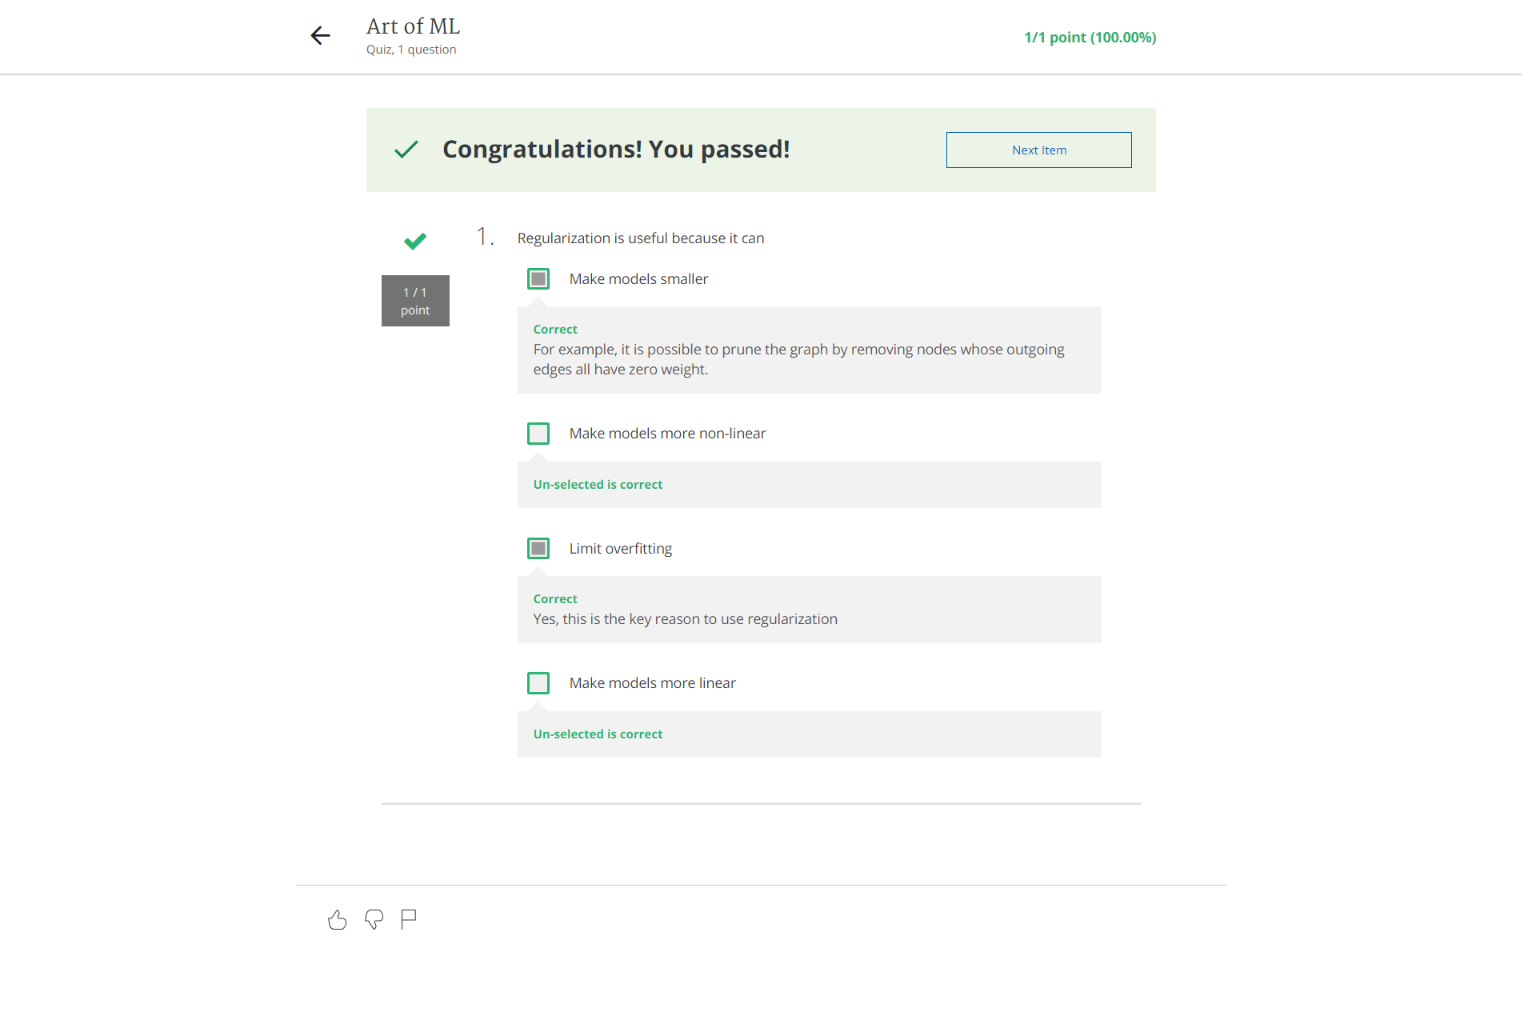 Art of ML
Quiz, 1 question
1/1 point (100.00%)
Congratulations! You passed!
Next Item
1 / 1
point
1. Regularization is useful because it can
Make models smaller
Correct
For example, it is possible to prune the graph by removing nodes whose outgoing
edges all have zero weight.
Make models more non-linear
Un-selected is correct
Limit overfitting
Correct
Yes, this is the key reason to use regularization
Make models more linear
Un-selected is correct